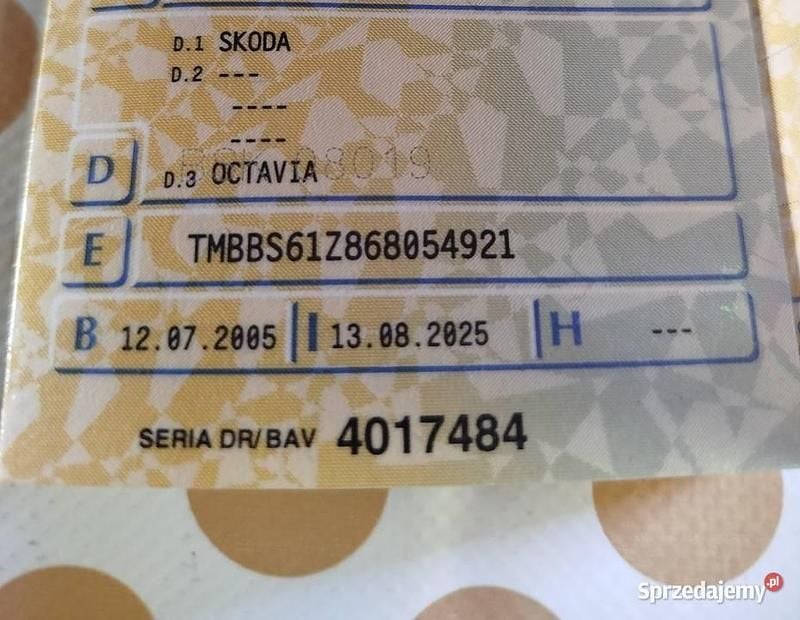 D.1 SKODA
D.2 ---
----
----
D D.3 OCTAVIA
E TMBBS61Z868054921
B 12.07.2005 I 13.08.2025 H ---
SERIA DR/BAV 4017484
Sprzedajemy.pl